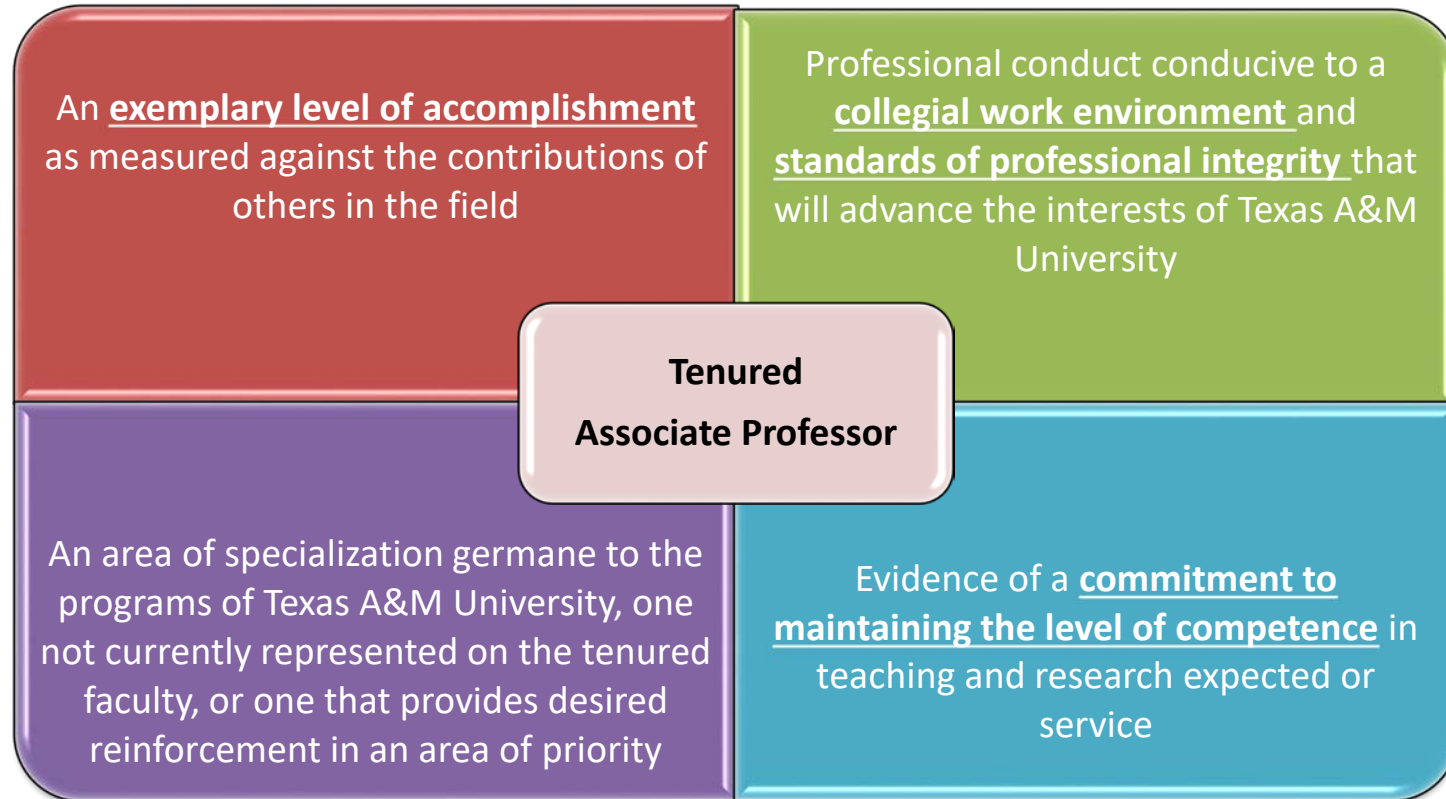 An exemplary level of accomplishment
as measured against the contributions of
others in the field
Professional conduct conducive to a
collegial work environment and
standards of professional integrity that
will advance the interests of Texas A&M
University
Tenured
Associate Professor
An area of specialization germane to the
programs of Texas A&M University, one
not currently represented on the tenured
faculty, or one that provides desired
reinforcement in an area of priority
Evidence of a commitment to
maintaining the level of competence in
teaching and research expected or
service